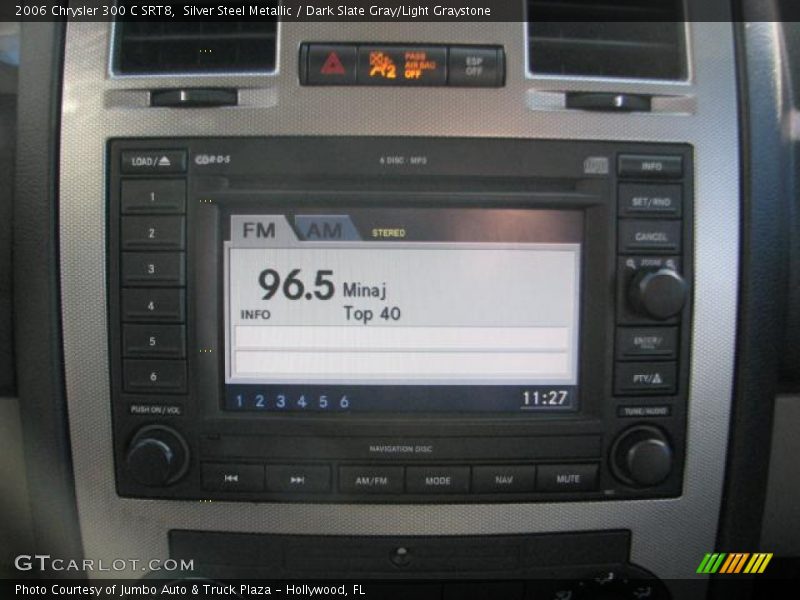 2006 Chrysler 300 C SRT8,  Silver Steel Metallic / Dark Slate Gray/Light Graystone
PASS
AIR BAG
OFF
ESP
OFF
LOAD/
R·D·S
6 DISC / MP3
INFO
1
SET/RND
FM
AM
STEREO
2
CANCEL
ZOOM
3
96.5 Minaj
INFO
Top 40
4
5
ENTER/
6
PTY/
1 2 3 4 5 6
11:27
PUSH ON / VOL
TUNE/AUDIO
NAVIGATION DISC
AM/FM
MODE
NAV
MUTE
GTCARLOT.COM
Photo Courtesy of Jumbo Auto & Truck Plaza – Hollywood, FL